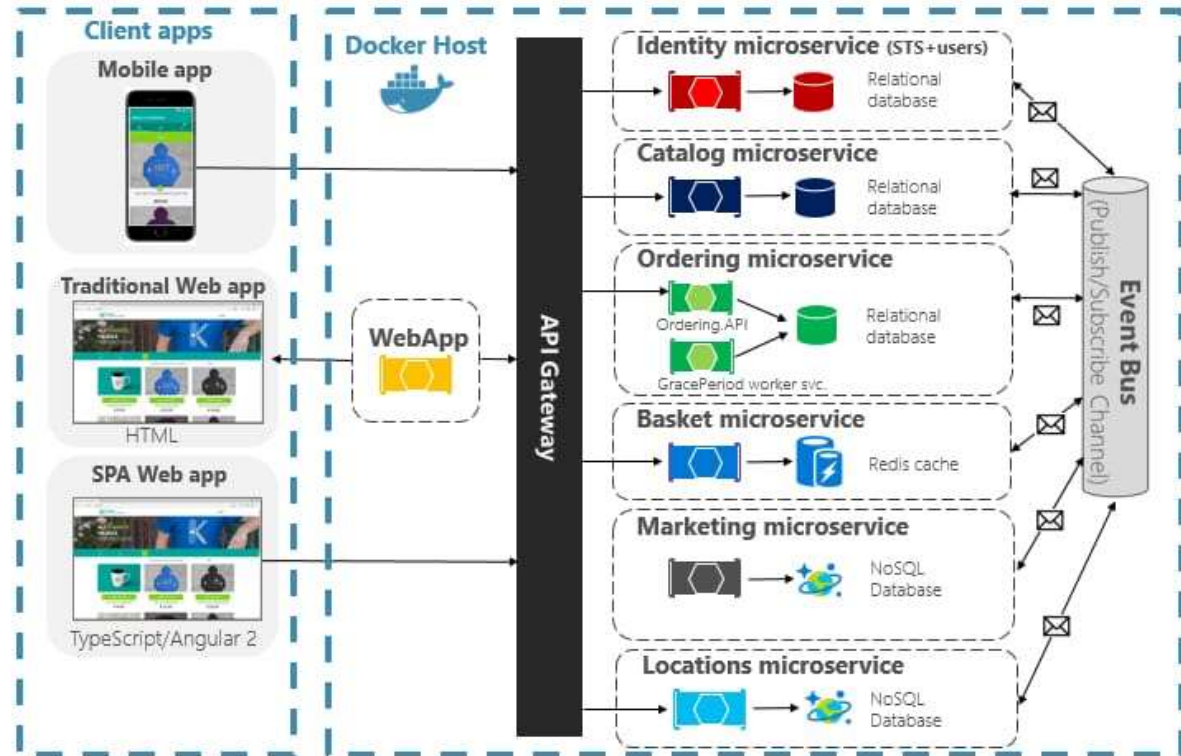 Client apps
Mobile app
Traditional Web app
HTML
SPA Web app
TypeScript/Angular 2
Docker Host
WebApp
API Gateway
Identity microservice (STS+users)
Relational
database
Catalog microservice
Relational
database
Ordering microservice
Ordering.API
GracePeriod worker svc.
Relational
database
Basket microservice
Redis cache
Marketing microservice
NoSQL
Database
Locations microservice
NoSQL
Database
Event Bus
(Publish/Subscribe Channel)